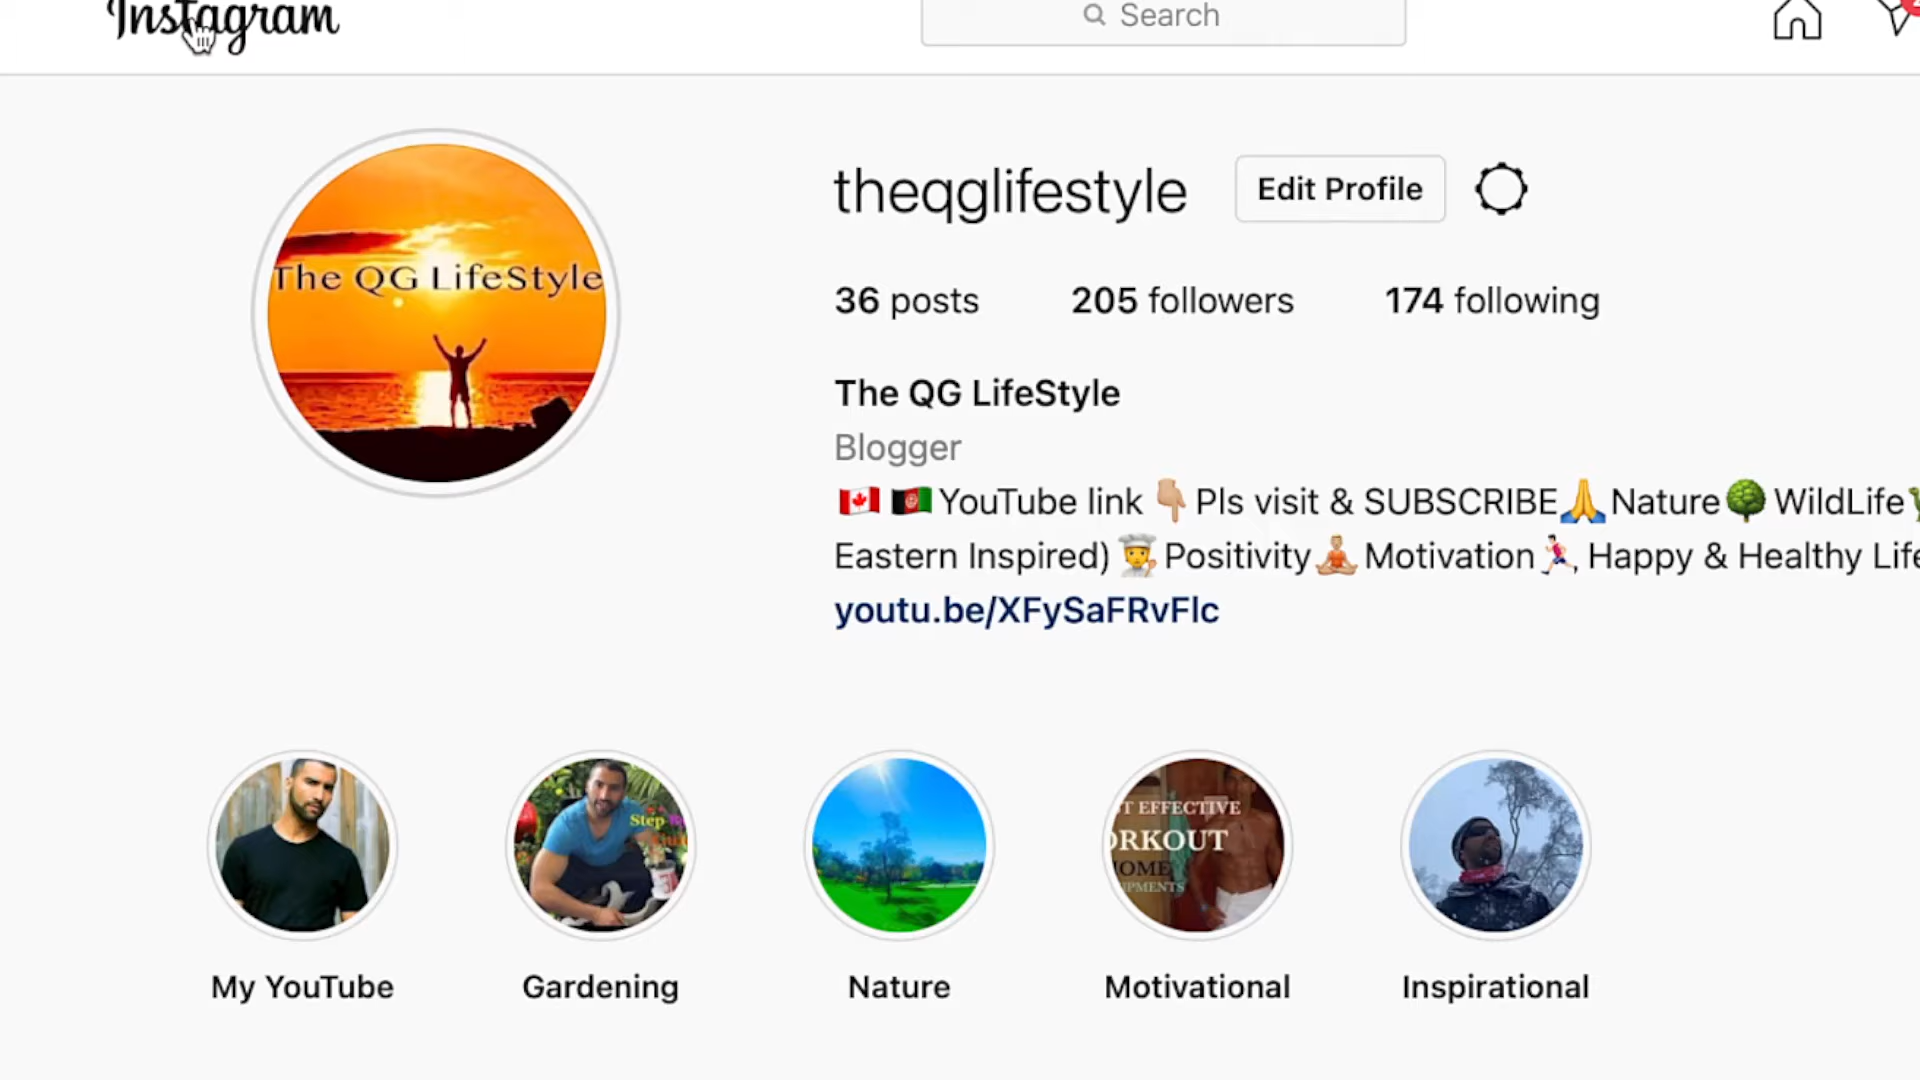 Instagram
Search
theqglifestyle
Edit Profile
The QG LifeStyle
36 posts
205 followers
174 following
The QG LifeStyle
Blogger
🇨🇦 🇦🇫 YouTube link 👇🏼 Pls visit & SUBSCRIBE🙏 Nature🌳 WildLife
Eastern Inspired) 👨‍🍳 Positivity🧘🏼‍♂️ Motivation🏃🏻‍♂️ Happy & Healthy Life
youtu.be/XFySaFRvFlc
Step
EFFECTIVE
My YouTube
Gardening
Nature
Motivational
Inspirational